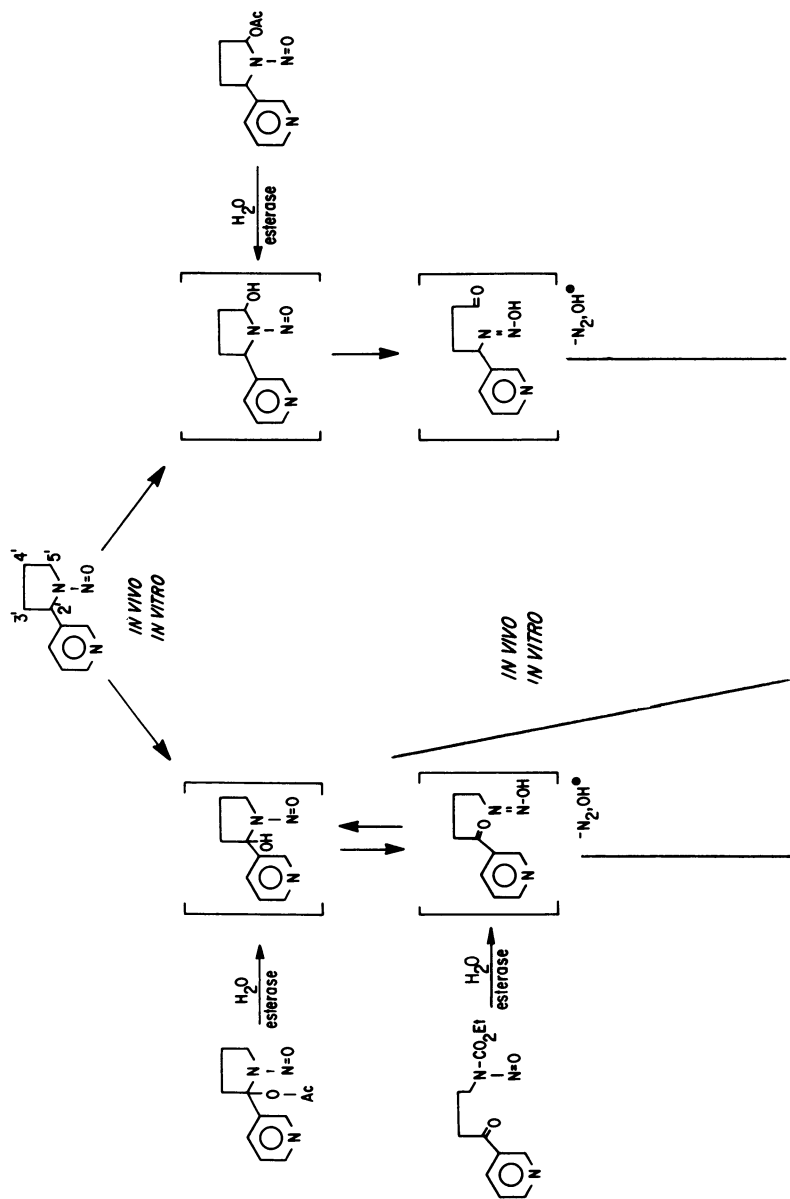 3'
4'
2'
5'
N
N
N=O
IN VIVO
IN VITRO
N
N
O
N=O
Ac
H2O
esterase
N
N
OH
N=O
N
N
OH
N=O
H2O
esterase
N
N
OAc
N=O
N
O
N-CO2Et
N=O
H2O
esterase
N
O
N
N-OH
-N2, OH
IN VIVO
IN VITRO
N
N
=O
N-OH
-N2, OH